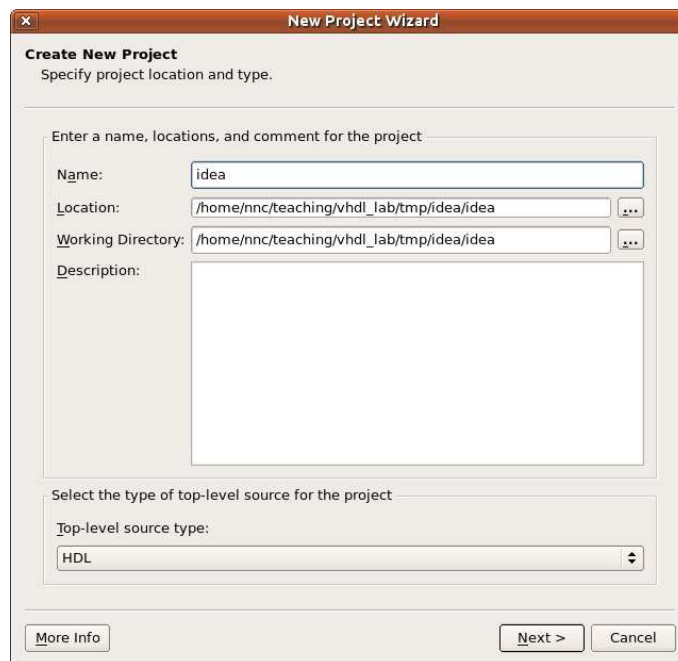 New Project Wizard
Create New Project
Specify project location and type.
Enter a name, locations, and comment for the project
Name: idea
Location: /home/nnc/teaching/vhdl_lab/tmp/idea/idea ...
Working Directory: /home/nnc/teaching/vhdl_lab/tmp/idea/idea ...
Description:
Select the type of top-level source for the project
Top-level source type:
HDL
More Info Next > Cancel